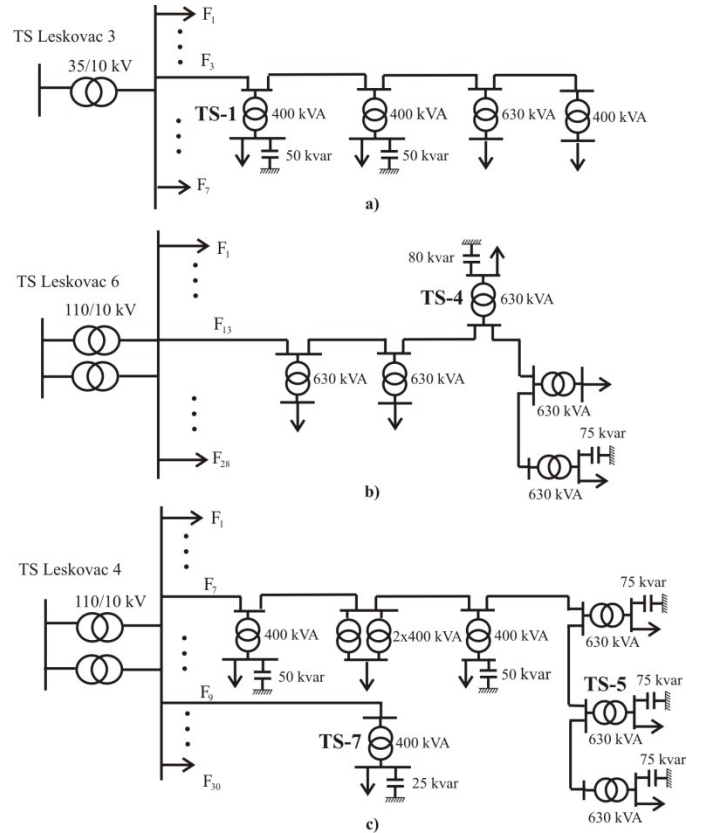 TS Leskovac 3
35/10 kV
F1
F3
F7
TS-1
400 kVA
400 kVA
630 kVA
400 kVA
50 kvar
50 kvar
a)
TS Leskovac 6
110/10 kV
F1
F13
F28
80 kvar
TS-4
630 kVA
630 kVA
630 kVA
630 kVA
75 kvar
630 kVA
b)
TS Leskovac 4
110/10 kV
F1
F7
F9
F30
400 kVA
2x400 kVA
400 kVA
50 kvar
50 kvar
75 kvar
630 kVA
TS-5
75 kvar
630 kVA
75 kvar
630 kVA
TS-7
400 kVA
25 kvar
c)